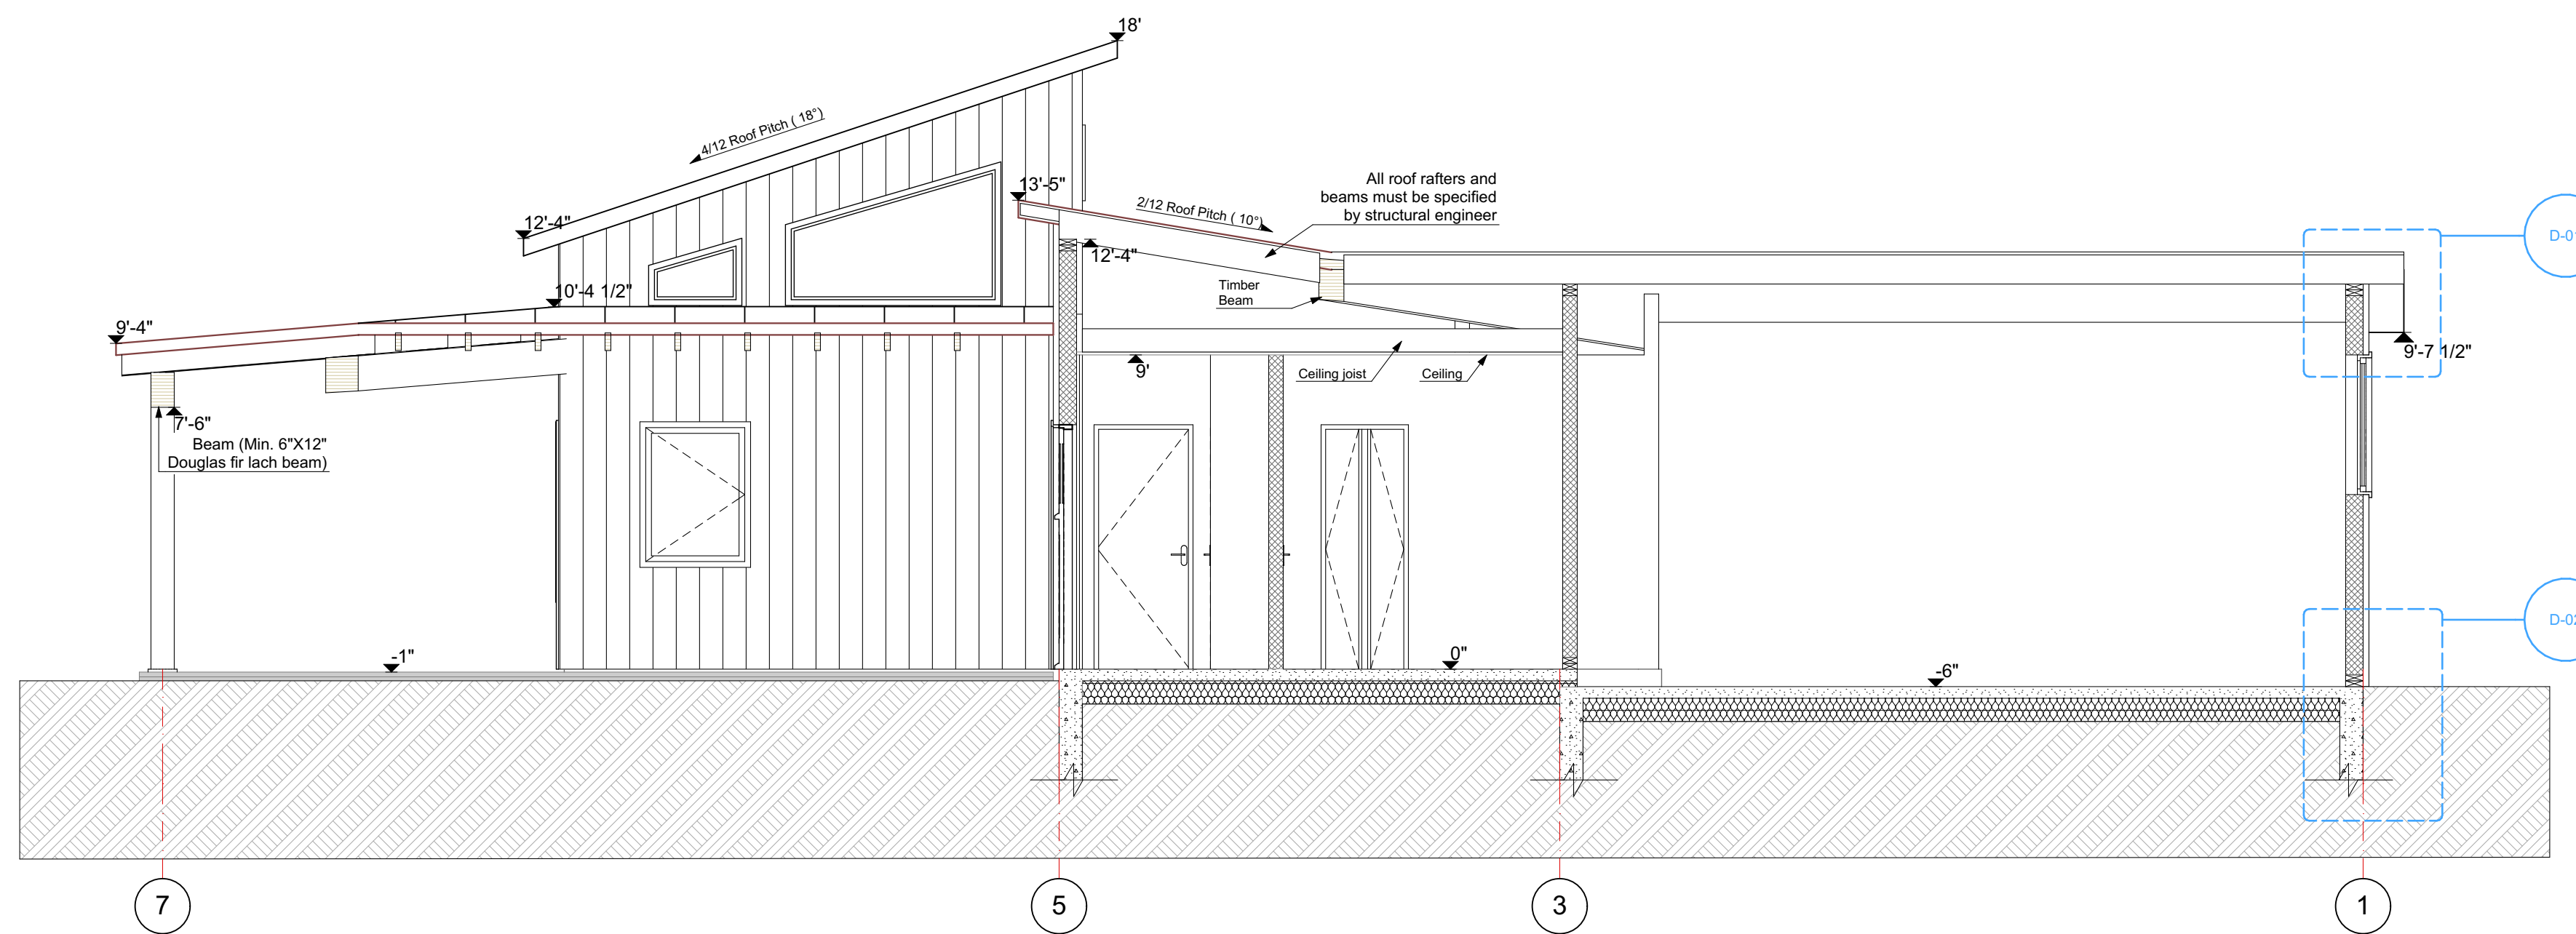 18'
4/12 Roof Pitch ( 18°)
13'-5"
All roof rafters and
beams must be specified
by structural engineer
2/12 Roof Pitch ( 10°)
12'-4"
12'-4"
Timber
Beam
10'-4 1/2"
9'-4"
9'-7 1/2"
9'
Ceiling joist
Ceiling
7'-6"
Beam (Min. 6"X12"
Douglas fir lach beam)
-1"
0"
-6"
7
5
3
1